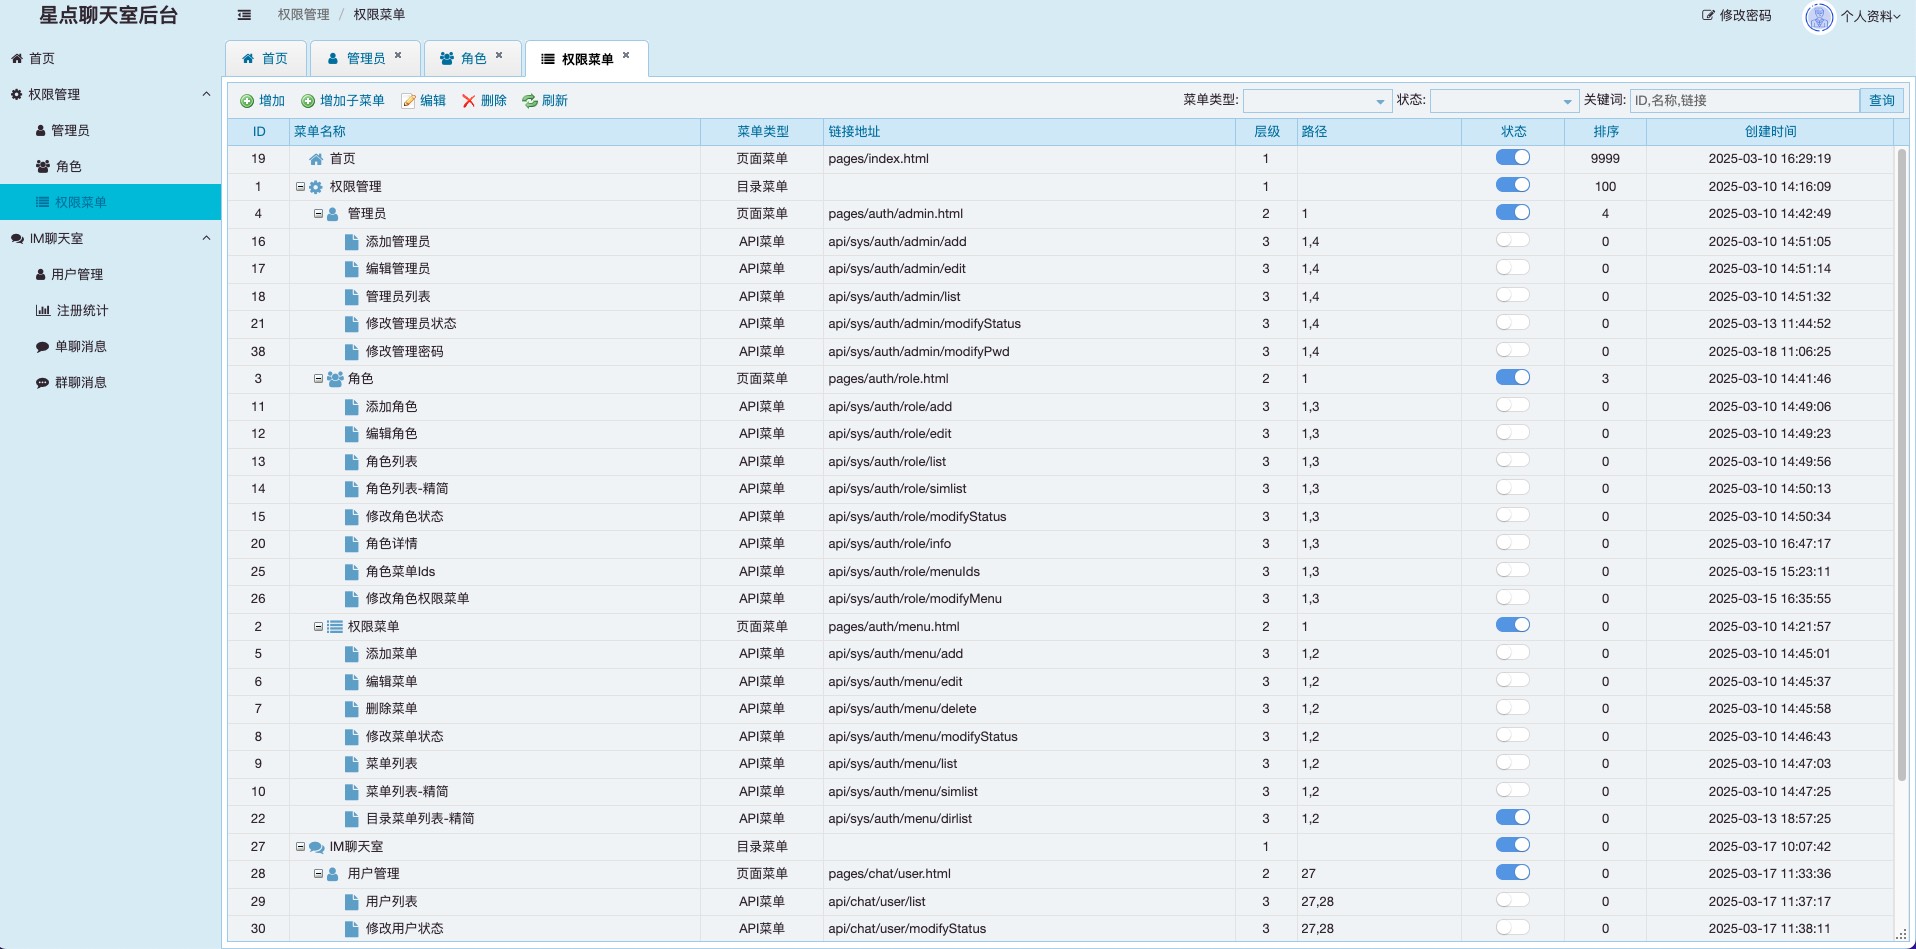 星点聊天室后台
权限管理 / 权限菜单
修改密码
个人资料
首页
权限管理
管理员
角色
权限菜单
IM聊天室
用户管理
注册统计
单聊消息
群聊消息
首页 管理员 角色 权限菜单
增加 增加子菜单 编辑 删除 刷新 菜单类型: 状态: 关键词: ID,名称,链接 查询
ID 菜单名称 菜单类型 链接地址 层级 路径 状态 排序 创建时间
19 首页 页面菜单 pages/index.html 1 9999 2025-03-10 16:29:19
1 权限管理 目录菜单 1 100 2025-03-10 14:16:09
4 管理员 页面菜单 pages/auth/admin.html 2 1 4 2025-03-10 14:42:49
16 添加管理员 API菜单 api/sys/auth/admin/add 3 1,4 0 2025-03-10 14:51:05
17 编辑管理员 API菜单 api/sys/auth/admin/edit 3 1,4 0 2025-03-10 14:51:14
18 管理员列表 API菜单 api/sys/auth/admin/list 3 1,4 0 2025-03-10 14:51:32
21 修改管理员状态 API菜单 api/sys/auth/admin/modifyStatus 3 1,4 0 2025-03-13 11:44:52
38 修改管理密码 API菜单 api/sys/auth/admin/modifyPwd 3 1,4 0 2025-03-18 11:06:25
3 角色 页面菜单 pages/auth/role.html 2 1 3 2025-03-10 14:41:46
11 添加角色 API菜单 api/sys/auth/role/add 3 1,3 0 2025-03-10 14:49:06
12 编辑角色 API菜单 api/sys/auth/role/edit 3 1,3 0 2025-03-10 14:49:23
13 角色列表 API菜单 api/sys/auth/role/list 3 1,3 0 2025-03-10 14:49:56
14 角色列表-精简 API菜单 api/sys/auth/role/simlist 3 1,3 0 2025-03-10 14:50:13
15 修改角色状态 API菜单 api/sys/auth/role/modifyStatus 3 1,3 0 2025-03-10 14:50:34
20 角色详情 API菜单 api/sys/auth/role/info 3 1,3 0 2025-03-10 16:47:17
25 角色菜单Ids API菜单 api/sys/auth/role/menuIds 3 1,3 0 2025-03-15 15:23:11
26 修改角色权限菜单 API菜单 api/sys/auth/role/modifyMenu 3 1,3 0 2025-03-15 16:35:55
2 权限菜单 页面菜单 pages/auth/menu.html 2 1 0 2025-03-10 14:21:57
5 添加菜单 API菜单 api/sys/auth/menu/add 3 1,2 0 2025-03-10 14:45:01
6 编辑菜单 API菜单 api/sys/auth/menu/edit 3 1,2 0 2025-03-10 14:45:37
7 删除菜单 API菜单 api/sys/auth/menu/delete 3 1,2 0 2025-03-10 14:45:58
8 修改菜单状态 API菜单 api/sys/auth/menu/modifyStatus 3 1,2 0 2025-03-10 14:46:43
9 菜单列表 API菜单 api/sys/auth/menu/list 3 1,2 0 2025-03-10 14:47:03
10 菜单列表-精简 API菜单 api/sys/auth/menu/simlist 3 1,2 0 2025-03-10 14:47:25
22 目录菜单列表-精简 API菜单 api/sys/auth/menu/dirlist 3 1,2 0 2025-03-13 18:57:25
27 IM聊天室 目录菜单 1 0 2025-03-17 10:07:42
28 用户管理 页面菜单 pages/chat/user.html 2 27 0 2025-03-17 11:33:36
29 用户列表 API菜单 api/chat/user/list 3 27,28 0 2025-03-17 11:37:17
30 修改用户状态 API菜单 api/chat/user/modifyStatus 3 27,28 0 2025-03-17 11:38:11